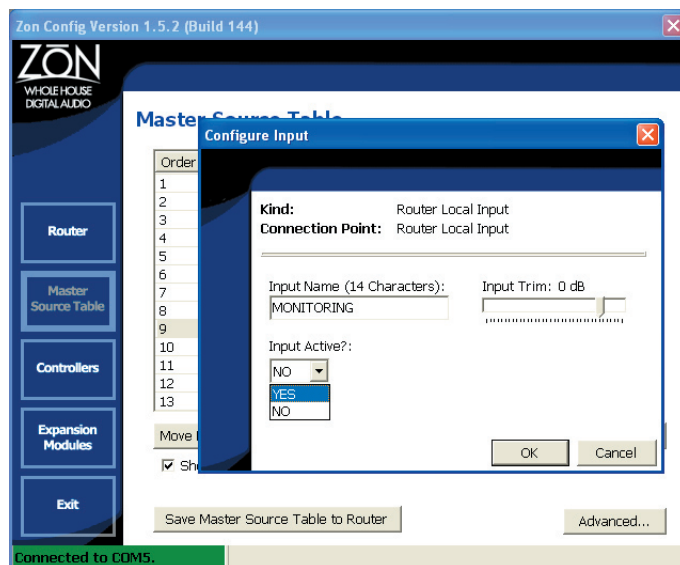 Zon Config Version 1.5.2 (Build 144)
ZŌN
WHOLE HOUSE
DIGITAL AUDIO
Master Source Table
Configure Input
Order
1
2
3
4
5
6
7
8
9
10
11
12
13
Kind: Router Local Input
Connection Point: Router Local Input
Input Name (14 Characters): Input Trim: 0 dB
MONITORING
Input Active?:
NO
YES
NO
OK Cancel
Router
Master
Source Table
Controllers
Expansion
Modules
Exit
Move
Save Master Source Table to Router
Advanced...
Connected to COM5.